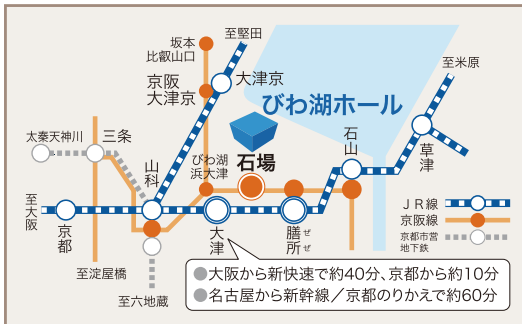 至堅田
坂本
比叡山口
至米原
京阪
大津京
大津京
びわ湖ホール
太秦天神川
三条
山科
びわ湖
浜大津
石場
石山
草津
至大阪
京都
大津
膳所
ぜぜ
JR線
京阪線
京都市営
地下鉄
至淀屋橋
至六地蔵
●大阪から新快速で約40分、京都から約10分
●名古屋から新幹線/京都のりかえで約60分